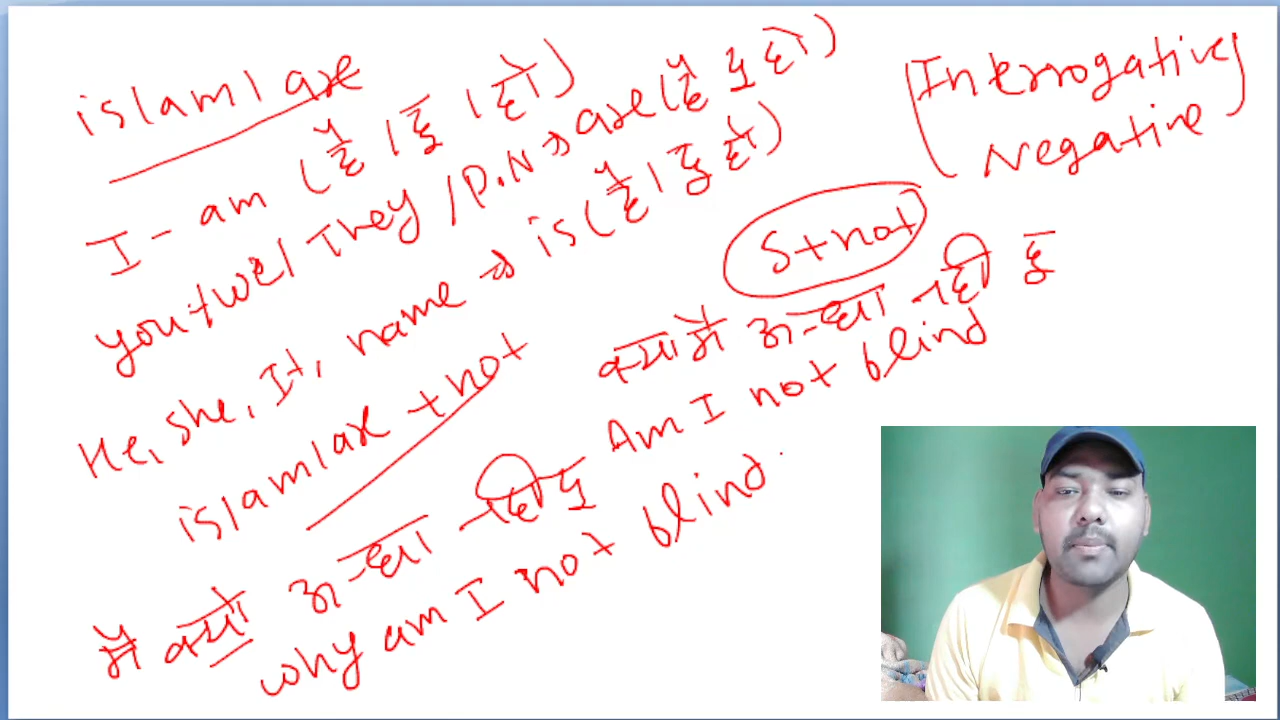 is/am/are
I - am (है / हूँ / हो)
you+we/They /P.N → are (है हूँ हो)
He, she, It, name → is (है / हूँ हो)
is/am/are + not
(Interrogative
Negative)
S+not
क्या मैं अन्धा नही हूँ
Am I not blind
मैं क्यों अन्धा नही हूँ
why am I not blind.